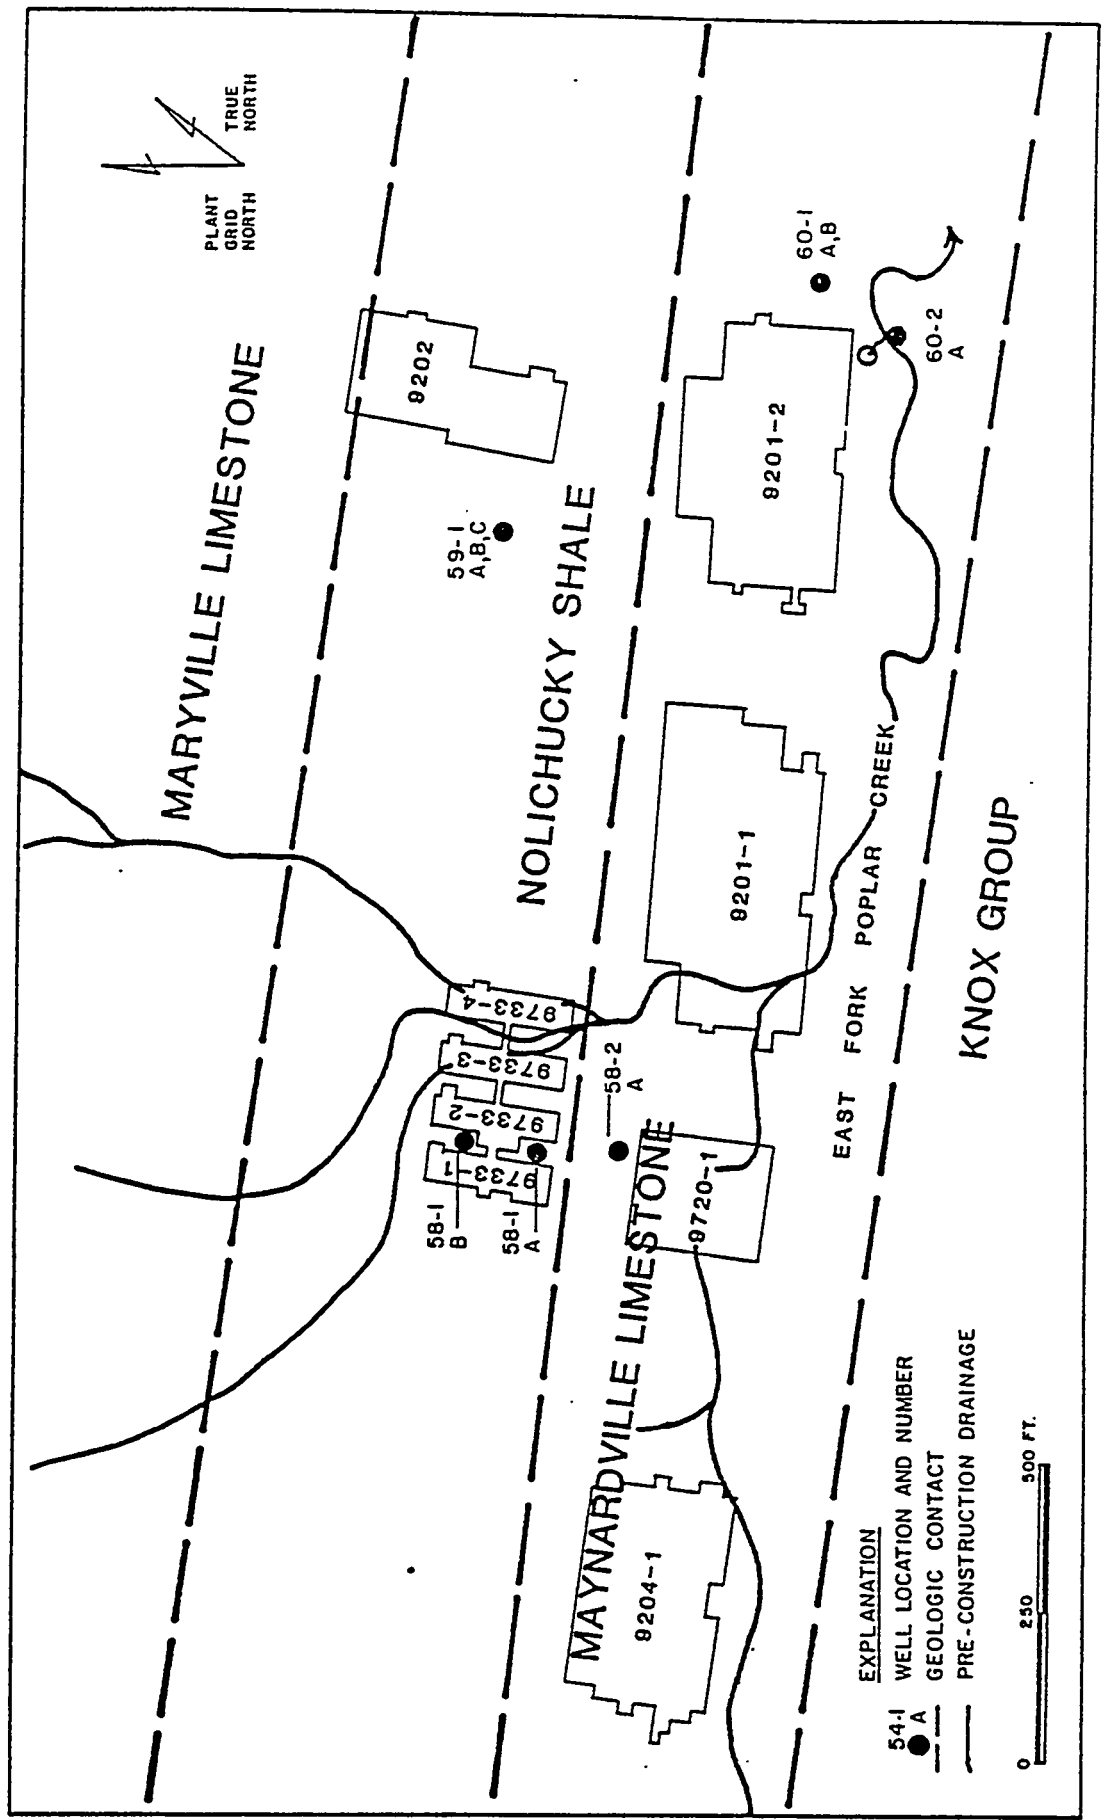 PLANT
GRID
NORTH
TRUE
NORTH
MARYVILLE LIMESTONE
9202
59-1
A,B,C
NOLICHUCKY SHALE
60-1
A,B
60-2
A
9201-2
9201-1
9733-4
9733-3
9733-2
9733-1
58-1
B
58-1
A
58-2
A
MAYNARDVILLE LIMESTONE
9720-1
9204-1
EAST FORK POPLAR CREEK
KNOX GROUP
EXPLANATION
54-1
A
WELL LOCATION AND NUMBER
GEOLOGIC CONTACT
PRE-CONSTRUCTION DRAINAGE
0 250 500 FT.